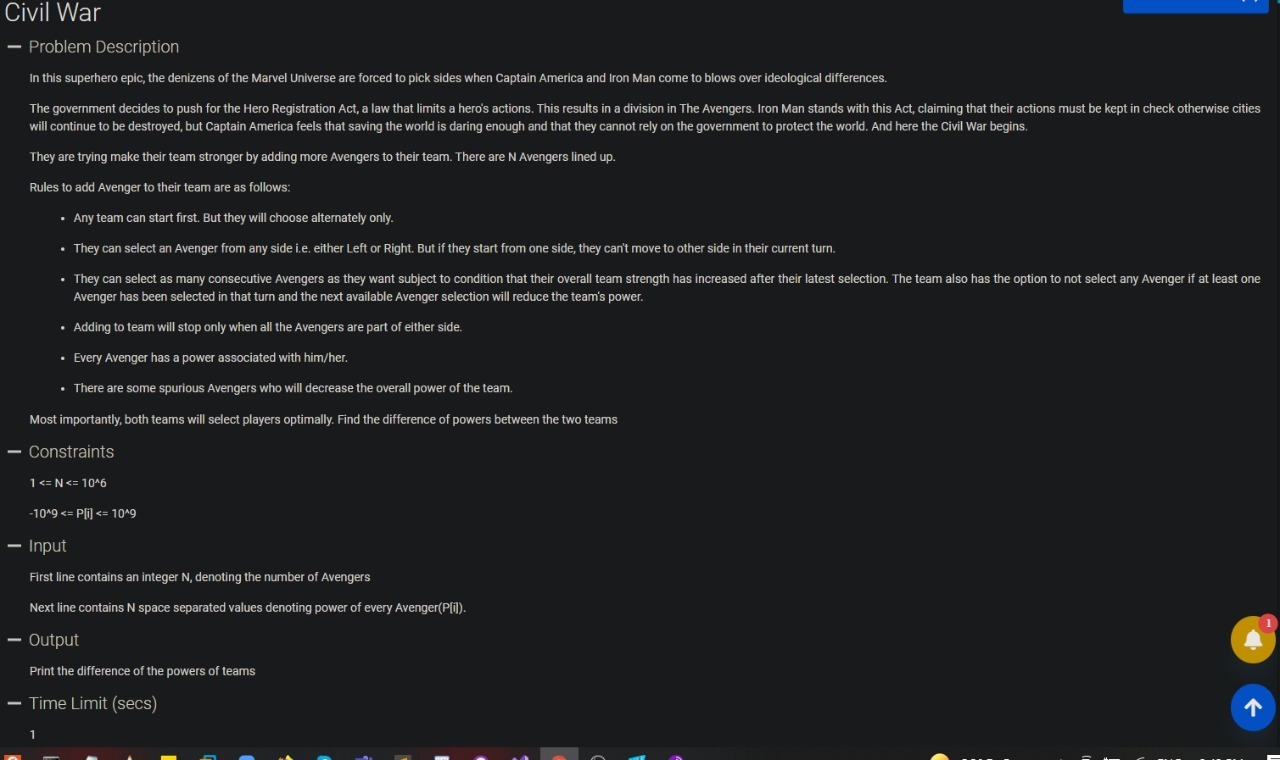 Civil War
Problem Description
In this superhero epic, the denizens of the Marvel Universe are forced to pick sides when Captain America and Iron Man come to blows over ideological differences.
The government decides to push for the Hero Registration Act, a law that limits a hero's actions. This results in a division in The Avengers. Iron Man stands with this Act, claiming that their actions must be kept in check otherwise cities
will continue to be destroyed, but Captain America feels that saving the world is daring enough and that they cannot rely on the government to protect the world. And here the Civil War begins.
They are trying make their team stronger by adding more Avengers to their team. There are N Avengers lined up.
Rules to add Avenger to their team are as follows:
• Any team can start first. But they will choose alternately only.
• They can select an Avenger from any side i.e. either Left or Right. But if they start from one side, they can't move to other side in their current turn.
• They can select as many consecutive Avengers as they want subject to condition that their overall team strength has increased after their latest selection. The team also has the option to not select any Avenger if at least one
Avenger has been selected in that turn and the next available Avenger selection will reduce the team's power.
• Adding to team will stop only when all the Avengers are part of either side.
• Every Avenger has a power associated with him/her.
• There are some spurious Avengers who will decrease the overall power of the team.
Most importantly, both teams will select players optimally. Find the difference of powers between the two teams
Constraints
1 <= N <= 10^6
-10^9 <= P[i] <= 10^9
Input
First line contains an integer N, denoting the number of Avengers
Next line contains N space separated values denoting power of every Avenger(P[i]).
Output
Print the difference of the powers of teams
Time Limit (secs)
1
1